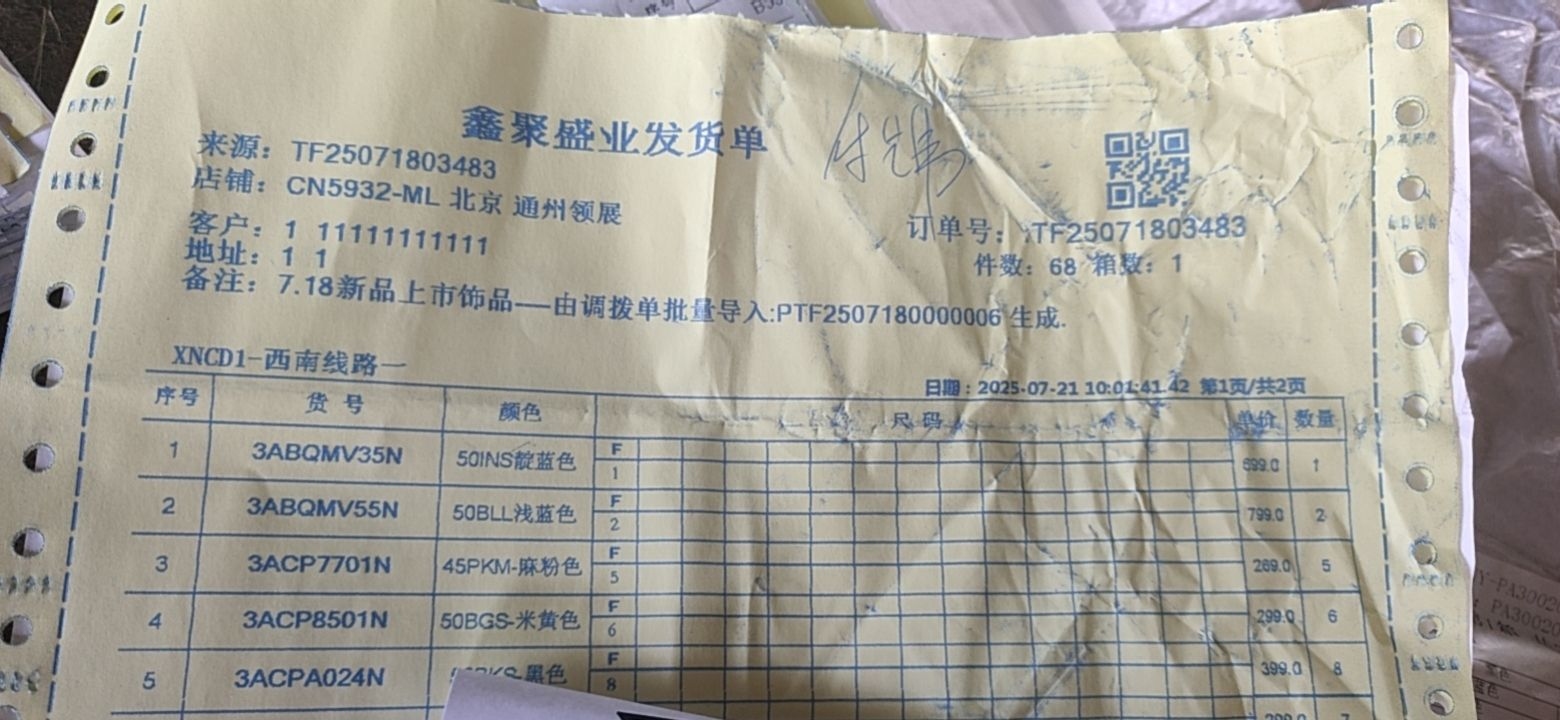 鑫聚盛业发货单
来源：TF25071803483
店铺：CN5932-ML 北京 通州领展
订单号：TF25071803483
客户：1 11111111111
件数：68 箱数：1
地址：1 1
备注：7.18新品上市饰品——由调拨单批量导入:PTF2507180000006 生成.
XNCD1-西南线路一
日期：2025-07-21 10:01:41.42 第1页/共2页
序号 货号 颜色 尺码 单价 数量
1 3ABQMV35N 50INS靛蓝色 F 1 699.0 1
2 3ABQMV55N 50BLL浅蓝色 F 2 799.0 2
3 3ACP7701N 45PKM-麻粉色 F 5 269.0 5
4 3ACP8501N 50BGS-米黄色 F 6 299.0 6
5 3ACPA024N 黑色 F 8 399.0 8